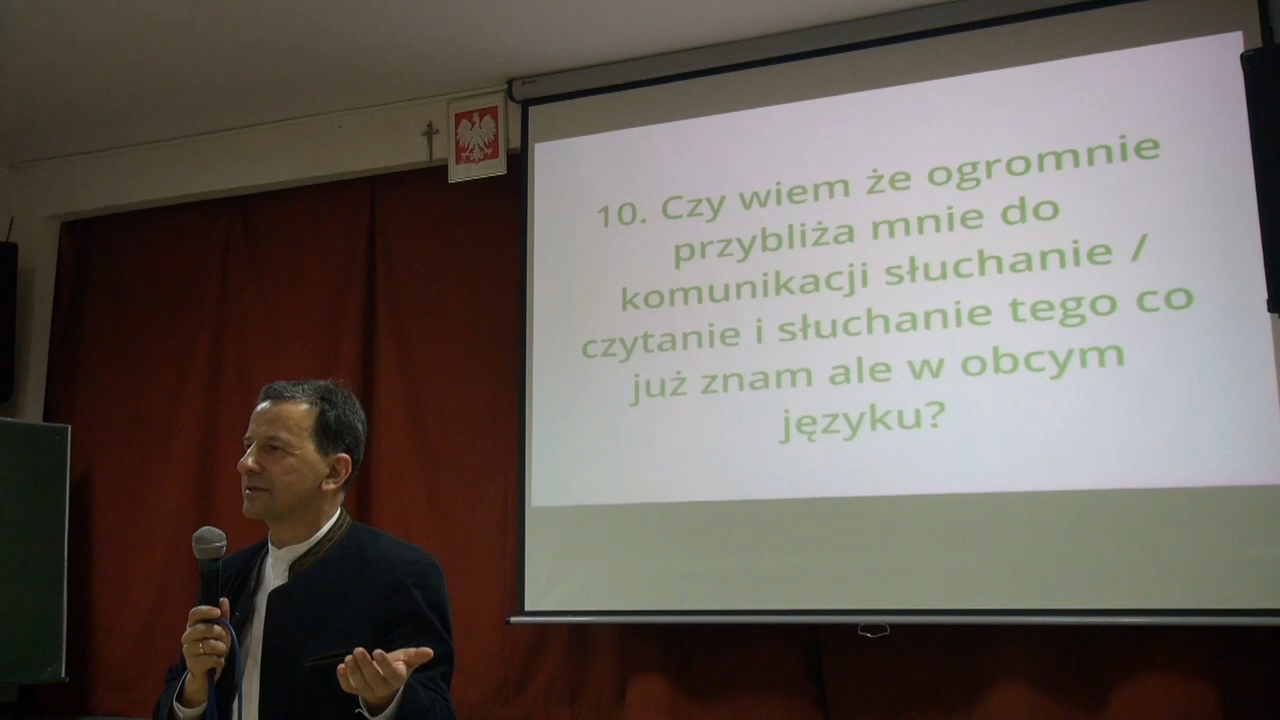 10. Czy wiem że ogromnie
przybliża mnie do
komunikacji słuchanie /
czytanie i słuchanie tego co
już znam ale w obcym
języku?